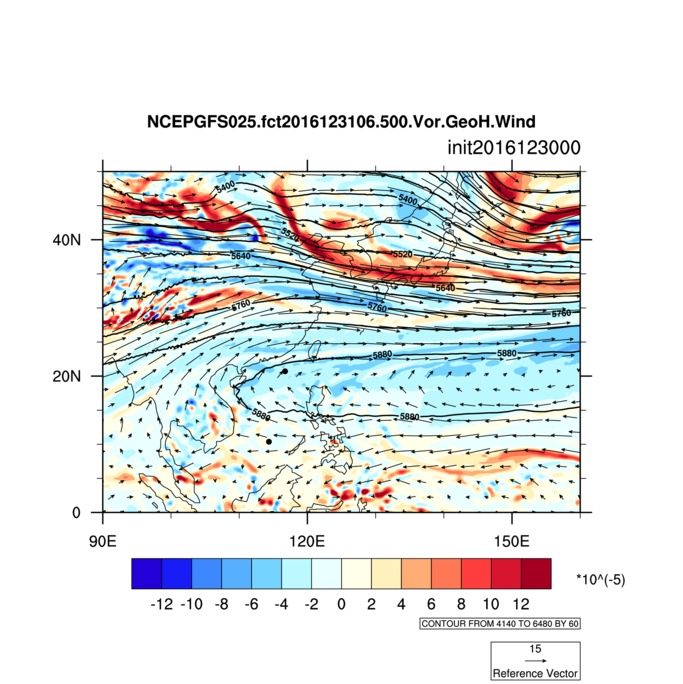 NCEPGFS025.fct2016123106.500.Vor.GeoH.Wind
init2016123000
5400
5400
40N
5520
5520
5640
5640
5760
5760
5760
5880
5880
20N
5880
5880
0
90E 120E 150E
-12 -10 -8 -6 -4 -2 0 2 4 6 8 10 12
*10^(-5)
CONTOUR FROM 4140 TO 6480 BY 60
15
Reference Vector